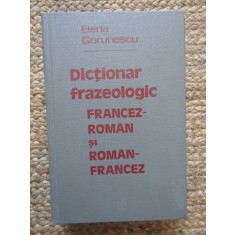 Elena
Gorunescu
Dicționar
frazeologic
FRANCEZ-
ROMAN
ȘI
ROMAN-
FRANCEZ